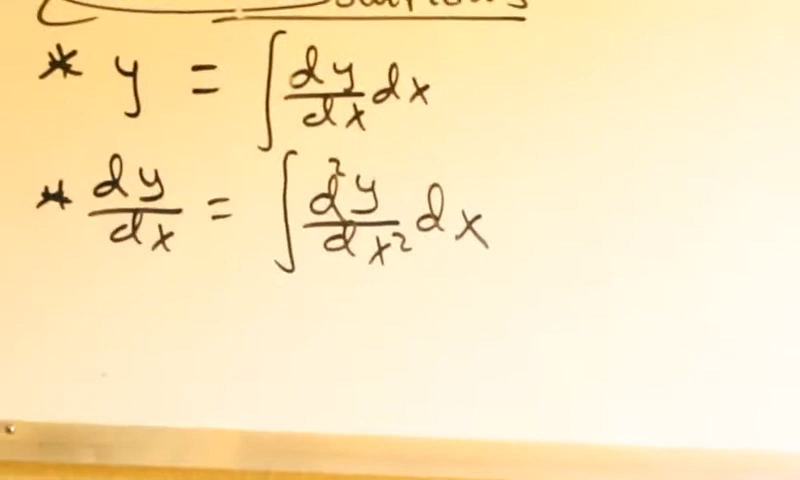 * y = ∫ dy/dx dx
* dy/dx = ∫ d²y/dx² dx